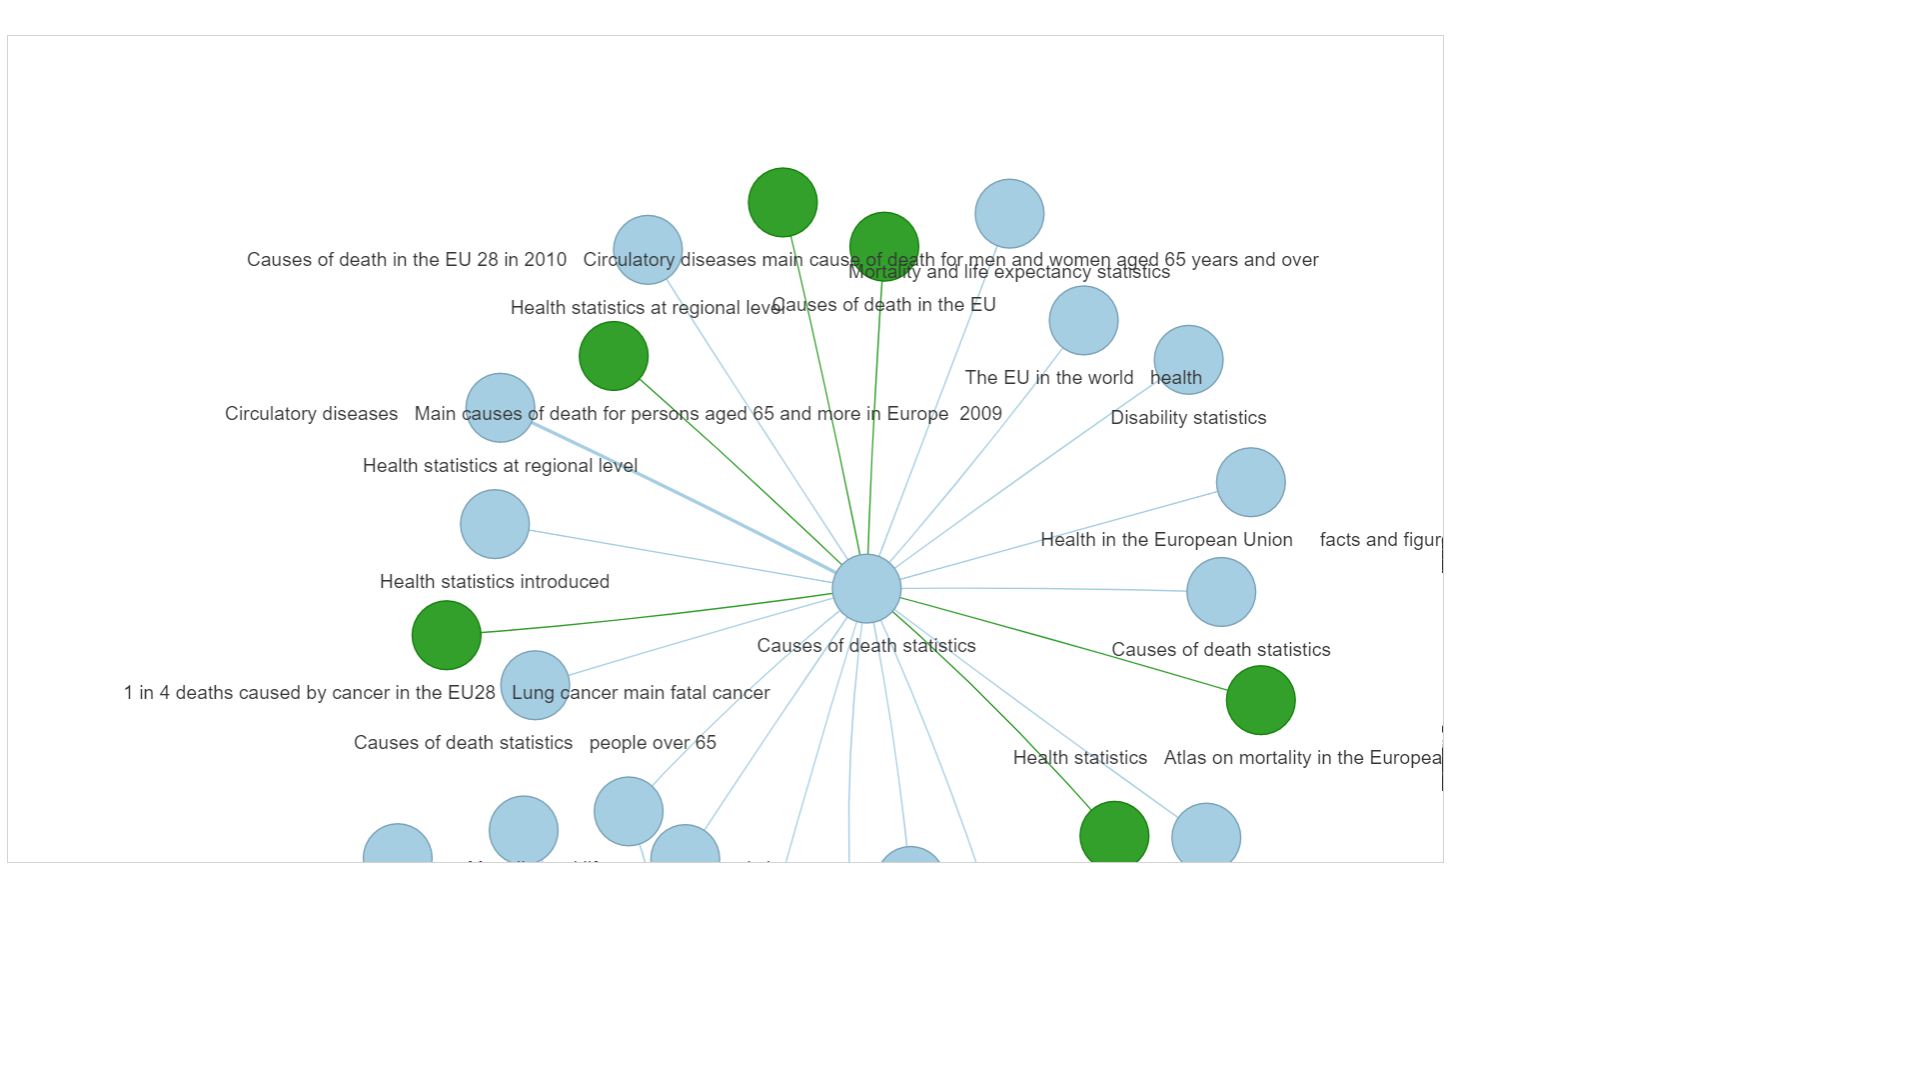 Causes of death in the EU 28 in 2010   Circulatory diseases main cause of death for men and women aged 65 years and over
Mortality and life expectancy statistics
Health statistics at regional level
Causes of death in the EU
The EU in the world   health
Circulatory diseases   Main causes of death for persons aged 65 and more in Europe  2009
Disability statistics
Health statistics at regional level
Health in the European Union     facts and figur
Health statistics introduced
Causes of death statistics
Causes of death statistics
1 in 4 deaths caused by cancer in the EU28   Lung cancer main fatal cancer
Causes of death statistics   people over 65
Health statistics   Atlas on mortality in the Europea